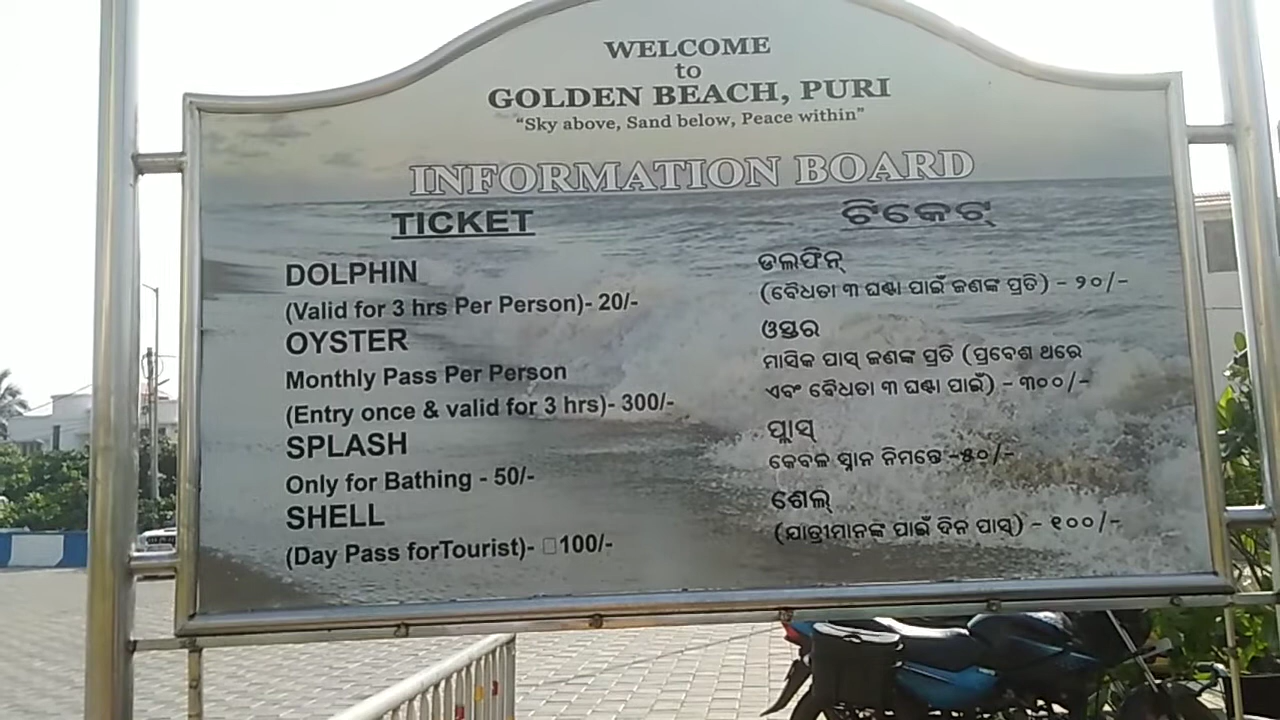 WELCOME
to
GOLDEN BEACH, PURI
“Sky above, Sand below, Peace within”
INFORMATION BOARD
TICKET
DOLPHIN
(Valid for 3 hrs Per Person)- 20/-
OYSTER
Monthly Pass Per Person
(Entry once & valid for 3 hrs)- 300/-
SPLASH
Only for Bathing - 50/-
SHELL
(Day Pass forTourist)- □100/-
ଟିକେଟ୍
ଡଲଫିନ୍
(ବୈଧତା ୩ ଘଣ୍ଟା ପାଇଁ ଜଣଙ୍କ ପ୍ରତି) – ୨୦/-
ଓସ୍ତର
ମାସିକ ପାସ୍ ଜଣଙ୍କ ପ୍ରତି (ପ୍ରବେଶ ଥରେ
ଏବଂ ବୈଧତା ୩ ଘଣ୍ଟା ପାଇଁ) – ୩୦୦/-
ପ୍ଲାସ୍
କେବଳ ସ୍ନାନ ନିମନ୍ତେ -୫୦/-
ଶେଲ୍
(ଯାତ୍ରୀମାନଙ୍କ ପାଇଁ ଦିନ ପାସ୍) – ୧୦୦/-